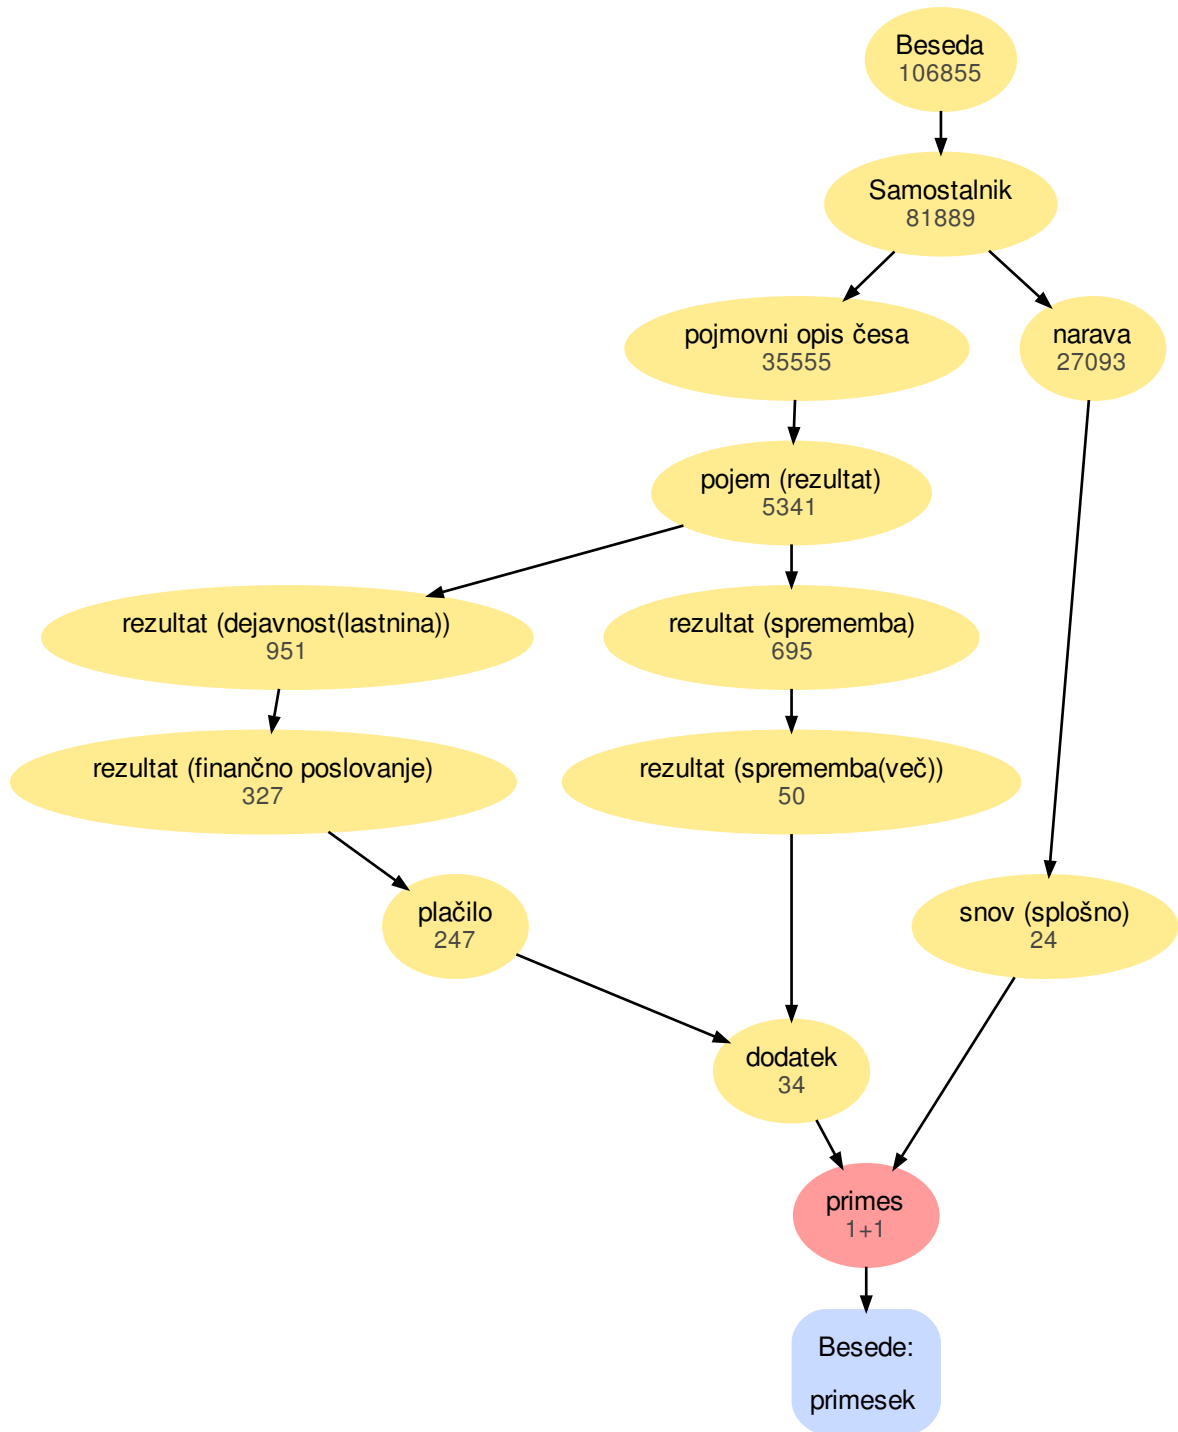 Beseda
106855
Samostalnik
81889
pojmovni opis česa
35555
narava
27093
pojem (rezultat)
5341
rezultat (dejavnost(lastnina))
951
rezultat (sprememba)
695
rezultat (finančno poslovanje)
327
rezultat (sprememba(več))
50
plačilo
247
snov (splošno)
24
dodatek
34
primes
1+1
Besede:
primesek